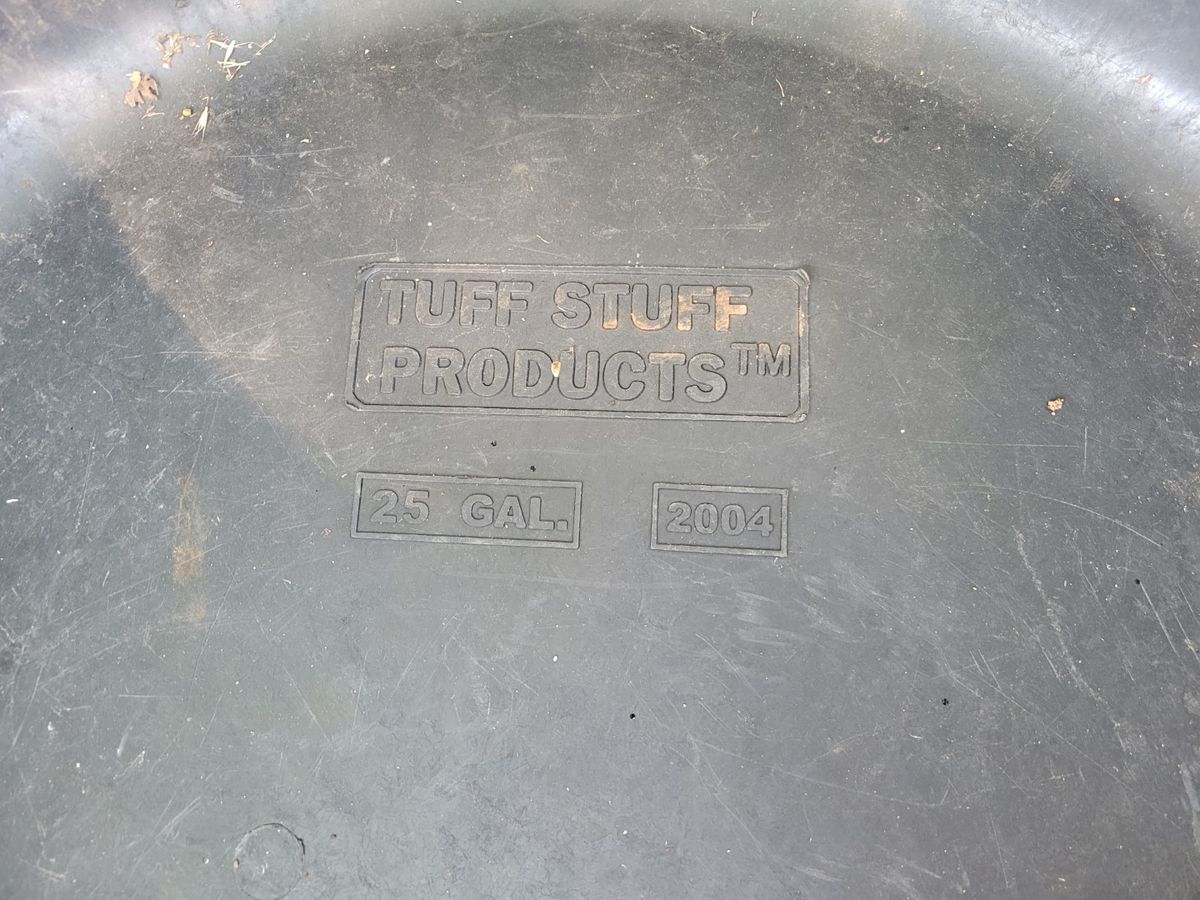 TUFF STUFF
PRODUCTS™
25 GAL.
2004